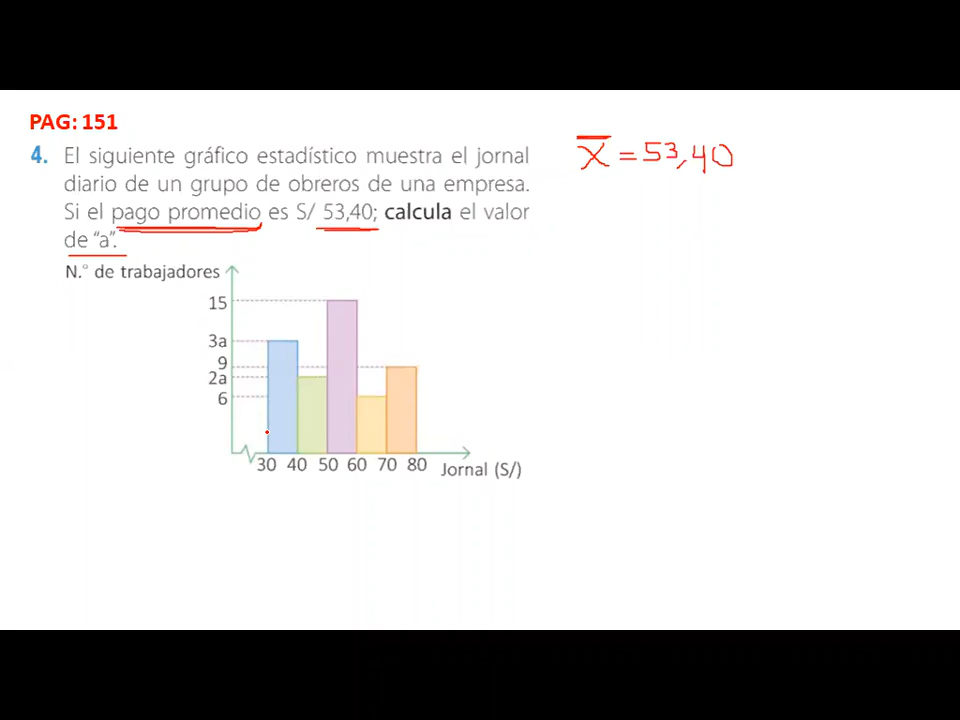 PAG: 151
4. El siguiente gráfico estadístico muestra el jornal
diario de un grupo de obreros de una empresa.
Si el pago promedio es S/ 53,40; calcula el valor
de “a”.
X̅ = 53,40
N.° de trabajadores
15
3a
9
2a
6
30 40 50 60 70 80 Jornal (S/)